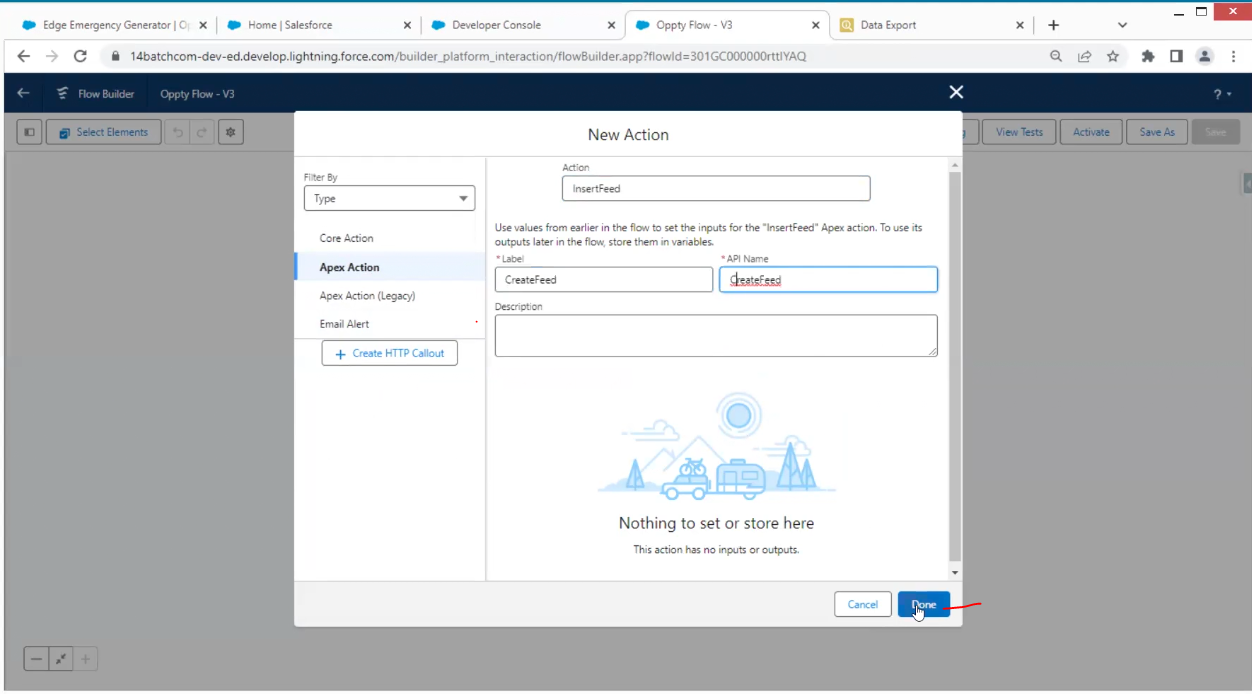 Edge Emergency Generator | Op
Home | Salesforce
Developer Console
Oppty Flow - V3
Data Export
14batchcom-dev-ed.develop.lightning.force.com/builder_platform_interaction/flowBuilder.app?flowId=301GC000000rttIYAQ
Flow Builder
Oppty Flow - V3
?
Select Elements
View Tests
Activate
Save As
Save
New Action
Filter By
Type
Core Action
Apex Action
Apex Action (Legacy)
Email Alert
+ Create HTTP Callout
Action
InsertFeed
Use values from earlier in the flow to set the inputs for the "InsertFeed" Apex action. To use its
outputs later in the flow, store them in variables.
* Label
* API Name
CreateFeed
CreateFeed
Description
Nothing to set or store here
This action has no inputs or outputs.
Cancel
Done